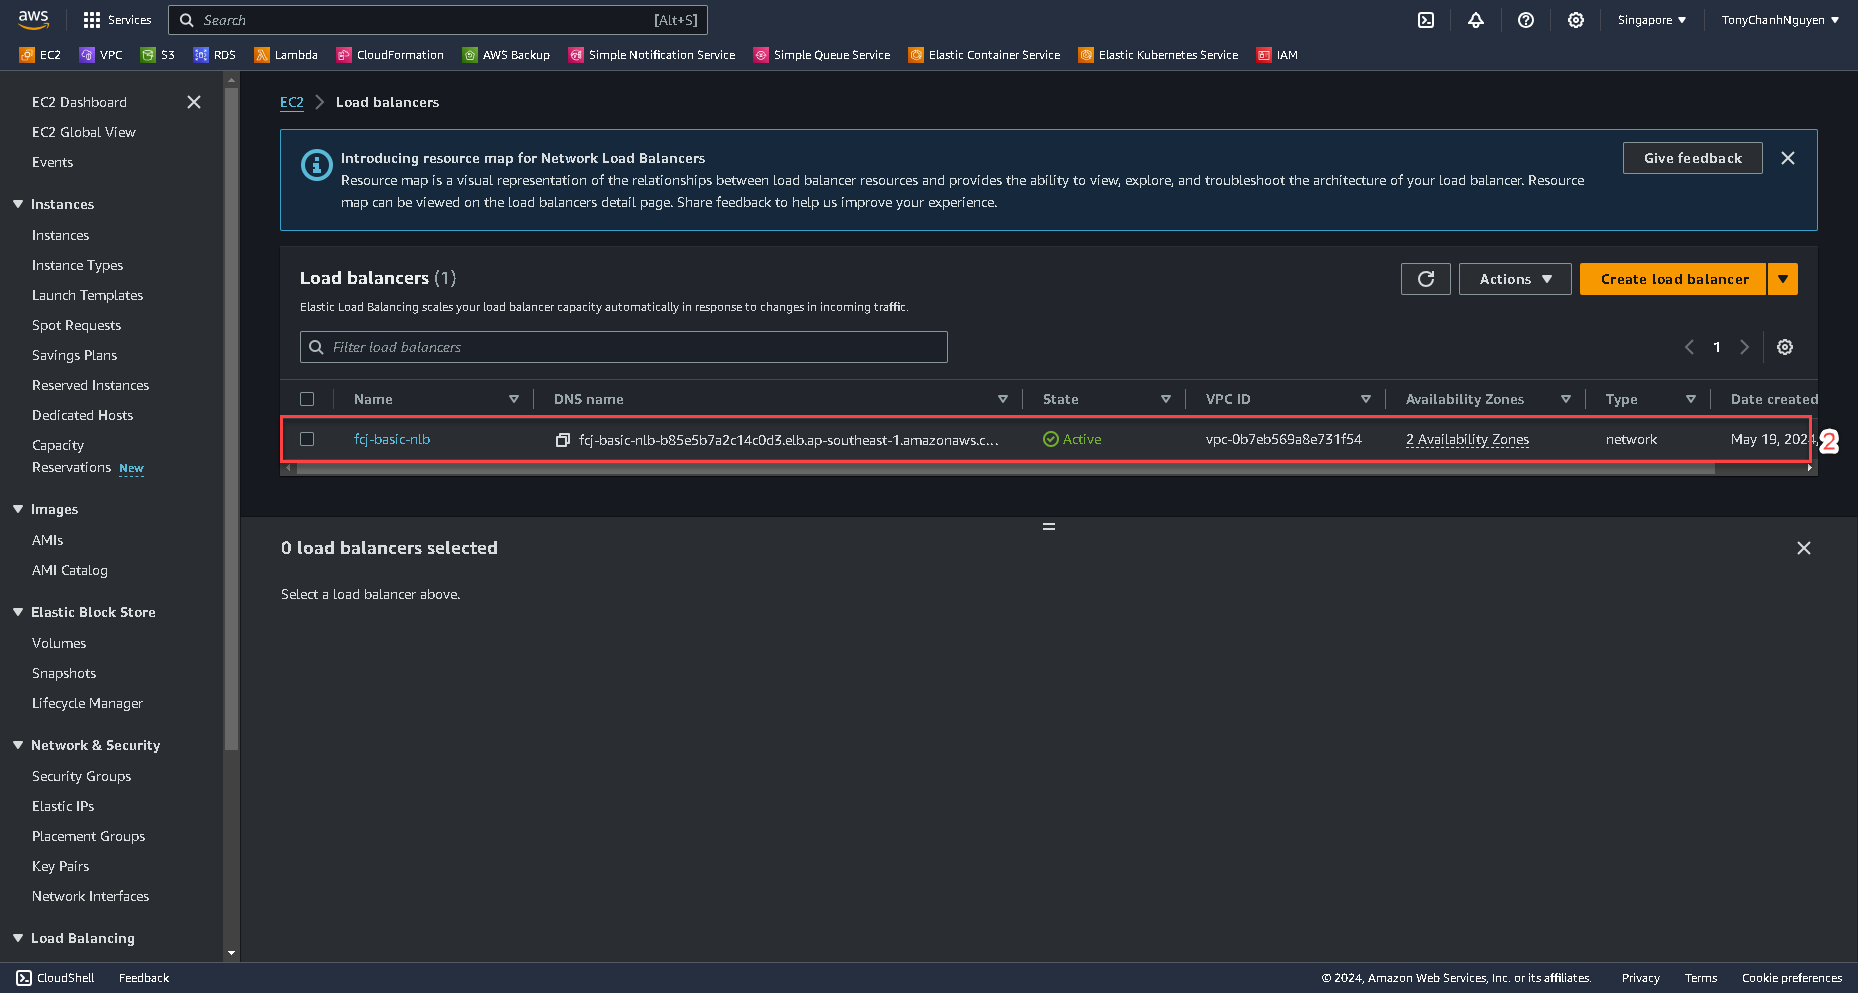 aws
Services
Search
[Alt+S]
Singapore
TonyChanhNguyen
EC2
VPC
S3
RDS
Lambda
CloudFormation
AWS Backup
Simple Notification Service
Simple Queue Service
Elastic Container Service
Elastic Kubernetes Service
IAM
EC2 Dashboard
EC2 Global View
Events
Instances
Instances
Instance Types
Launch Templates
Spot Requests
Savings Plans
Reserved Instances
Dedicated Hosts
Capacity
Reservations New
Images
AMIs
AMI Catalog
Elastic Block Store
Volumes
Snapshots
Lifecycle Manager
Network & Security
Security Groups
Elastic IPs
Placement Groups
Key Pairs
Network Interfaces
Load Balancing
EC2 > Load balancers
Introducing resource map for Network Load Balancers
Resource map is a visual representation of the relationships between load balancer resources and provides the ability to view, explore, and troubleshoot the architecture of your load balancer. Resource
map can be viewed on the load balancers detail page. Share feedback to help us improve your experience.
Give feedback
Load balancers (1)
Elastic Load Balancing scales your load balancer capacity automatically in response to changes in incoming traffic.
Actions
Create load balancer
Filter load balancers
1
Name
DNS name
State
VPC ID
Availability Zones
Type
Date created
fcj-basic-nlb
fcj-basic-nlb-b85e5b7a2c14c0d3.elb.ap-southeast-1.amazonaws.c...
Active
vpc-0b7eb569a8e731f54
2 Availability Zones
network
May 19, 2024,
2
0 load balancers selected
Select a load balancer above.
CloudShell
Feedback
© 2024, Amazon Web Services, Inc. or its affiliates.
Privacy
Terms
Cookie preferences